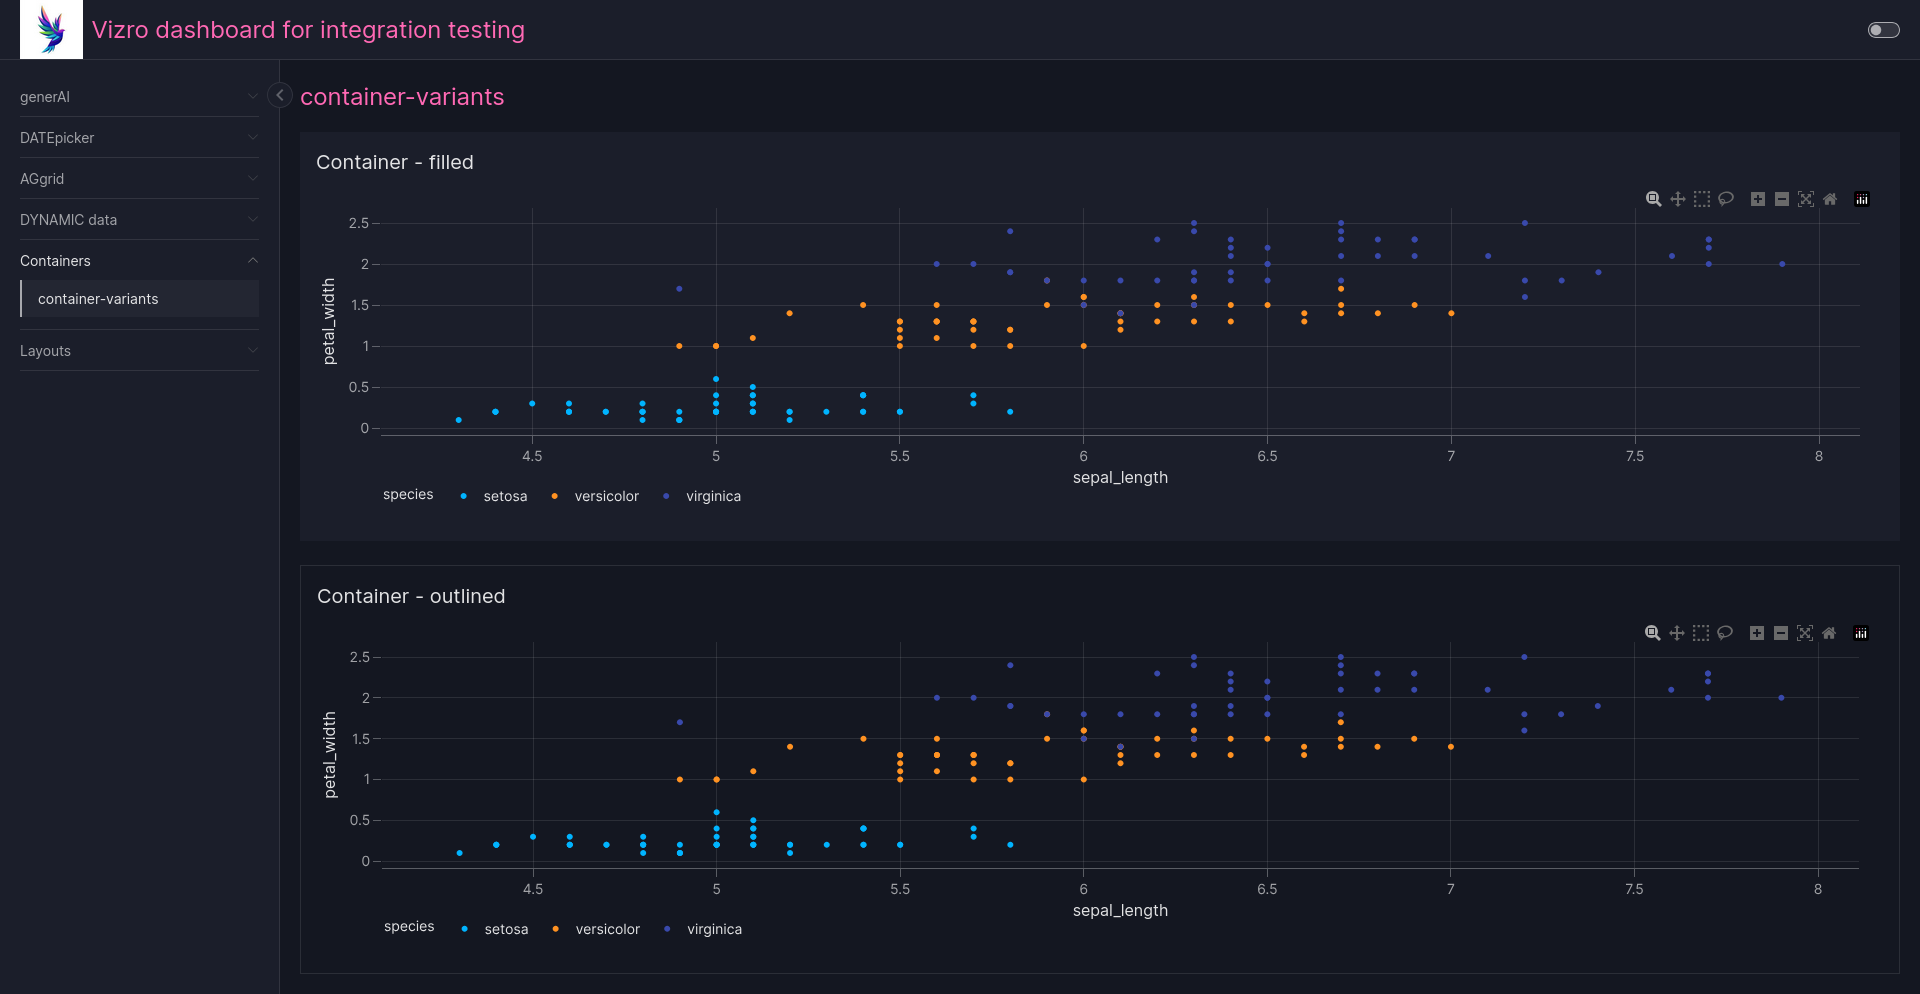 Vizro dashboard for integration testing
generAI
DATEpicker
AGgrid
DYNAMIC data
Containers
container-variants
Layouts
container-variants
Container - filled
2.5
2
1.5
1
0.5
0
petal_width
4.5 5 5.5 6 6.5 7 7.5 8
sepal_length
species setosa versicolor virginica
Container - outlined
2.5
2
1.5
1
0.5
0
petal_width
4.5 5 5.5 6 6.5 7 7.5 8
sepal_length
species setosa versicolor virginica